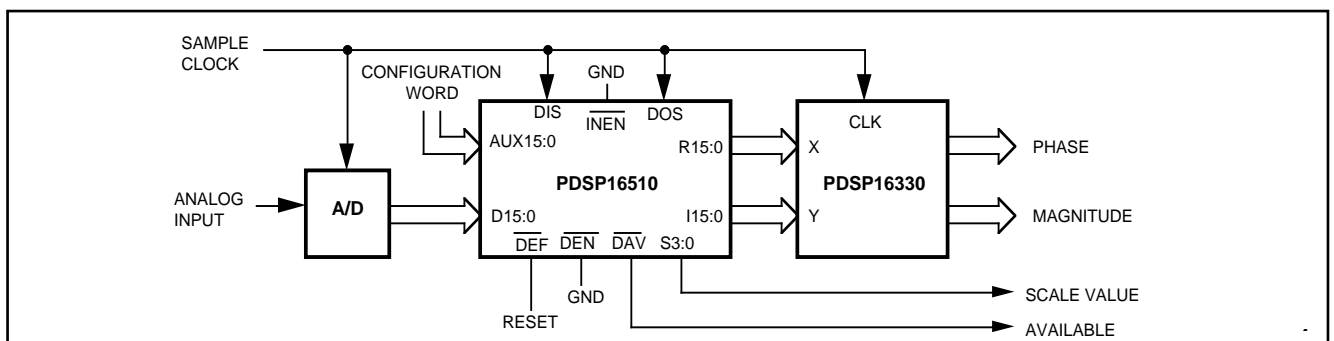 SAMPLE
CLOCK
CONFIGURATION
WORD
GND
DIS
INEN
DOS
CLK
AUX15:0
R15:0
X
PHASE
PDSP16510
PDSP16330
ANALOG
INPUT
A/D
D15:0
I15:0
Y
MAGNITUDE
DEF
DEN
DAV
S3:0
GND
RESET
SCALE VALUE
AVAILABLE